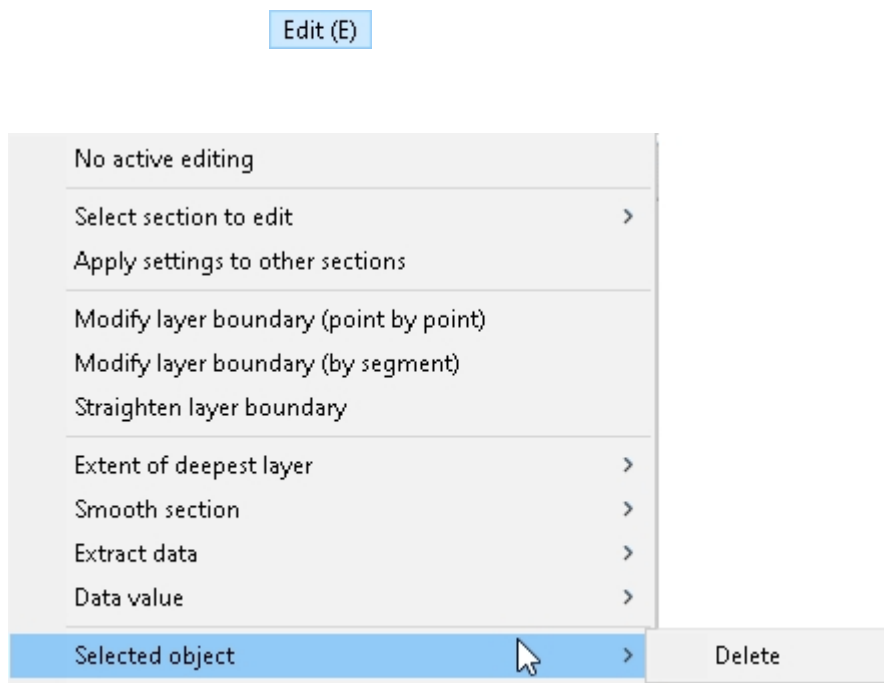 Edit (E)
No active editing
Select section to edit
Apply settings to other sections
Modify layer boundary (point by point)
Modify layer boundary (by segment)
Straighten layer boundary
Extent of deepest layer
Smooth section
Extract data
Data value
Selected object
Delete